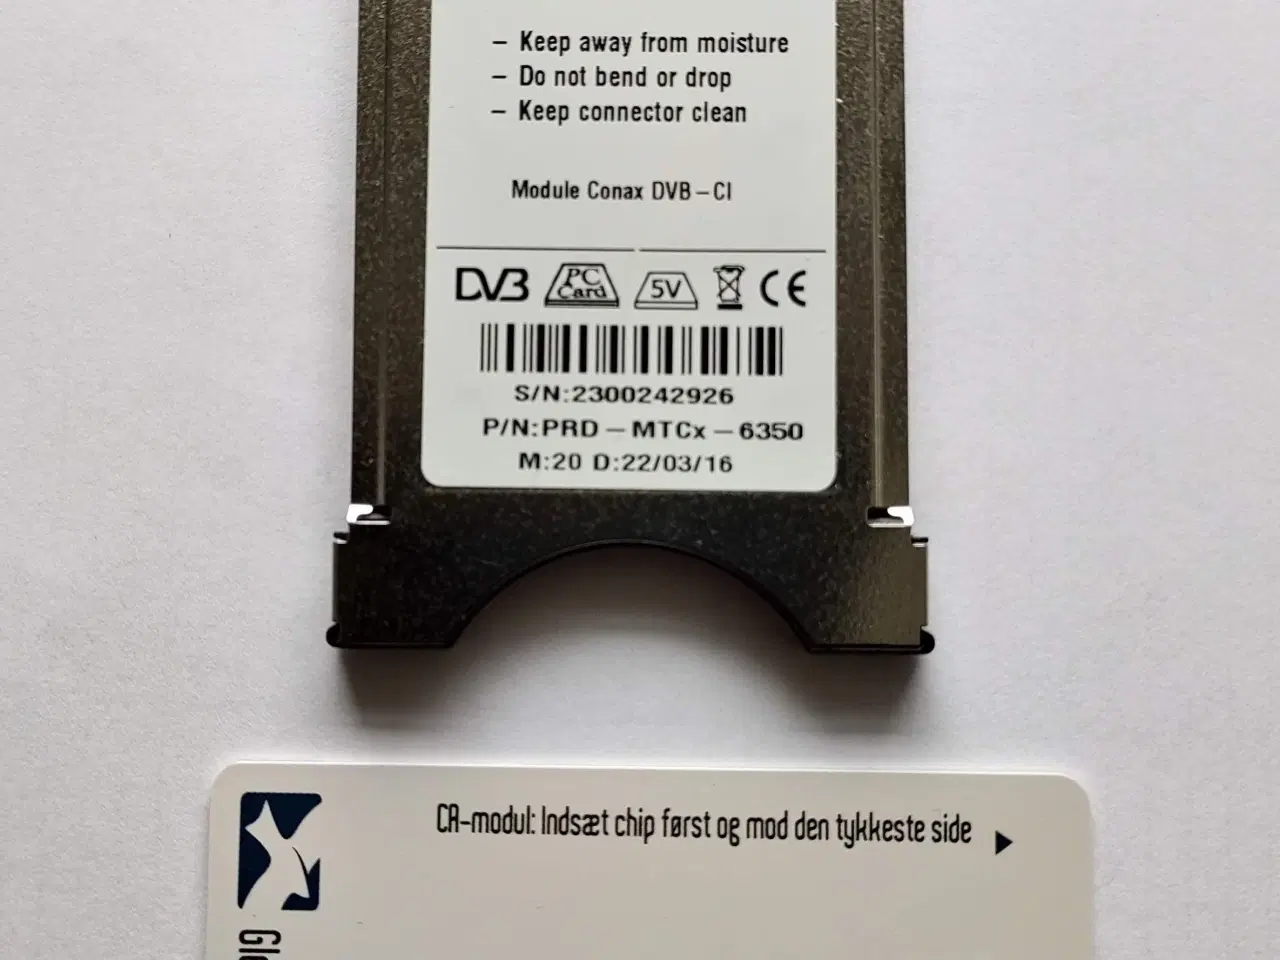 – Keep away from moisture
– Do not bend or drop
– Keep connector clean
Module Conax DVB–CI
DVB PC Card 5V CE
S/N:2300242926
P/N:PRD–MTCx–6350
M:20 D:22/03/16
CA-modul: Indsæt chip først og mod den tykkeste side